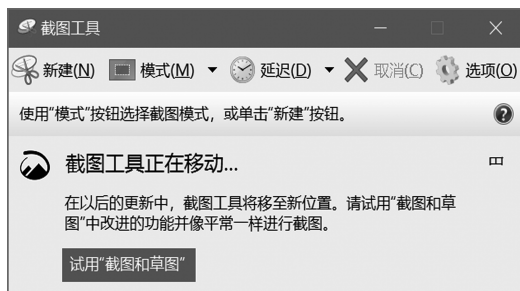 截图工具
新建(N) 模式(M) 延迟(D) 取消(C) 选项(O)
使用"模式"按钮选择截图模式，或单击"新建"按钮。
截图工具正在移动...
在以后的更新中，截图工具将移至新位置。请试用"截图和草
图"中改进的功能并像平常一样进行截图。
试用"截图和草图"